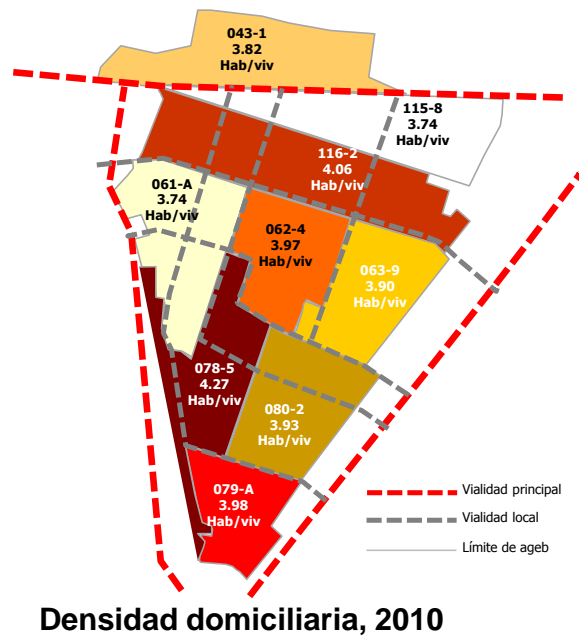 043-1
3.82
Hab/viv
115-8
3.74
Hab/viv
116-2
4.06
Hab/viv
061-A
3.74
Hab/viv
062-4
3.97
Hab/viv
063-9
3.90
Hab/viv
078-5
4.27
Hab/viv
080-2
3.93
Hab/viv
079-A
3.98
Hab/viv
Vialidad principal
Vialidad local
Límite de ageb
Densidad domiciliaria, 2010